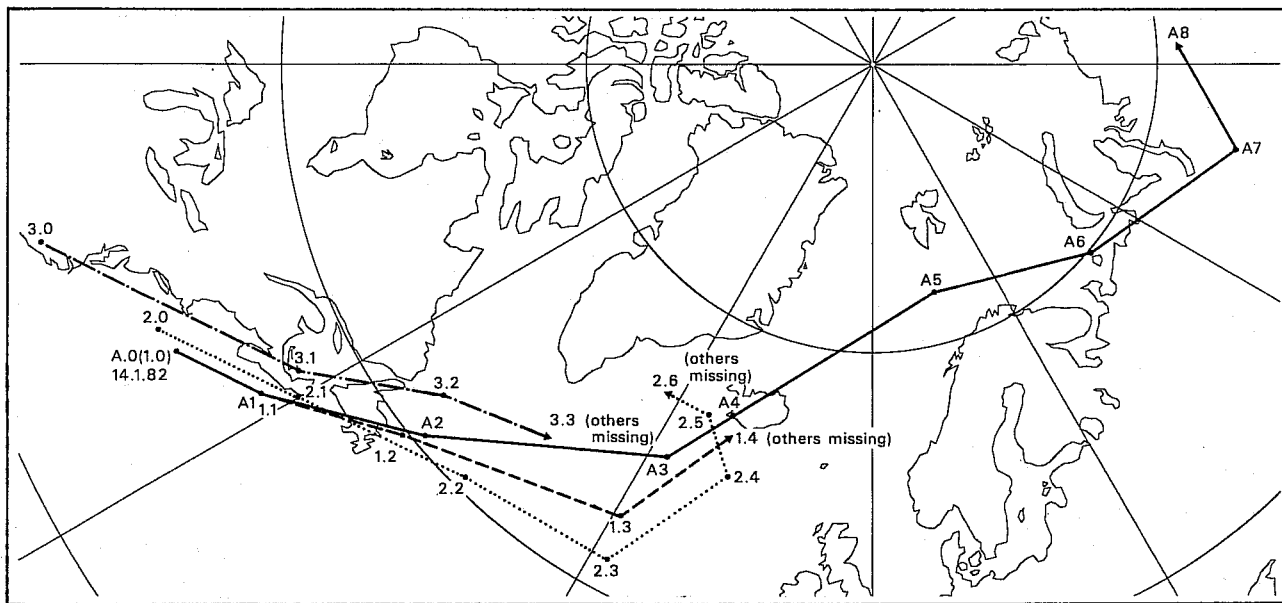 A8
A7
3.0
A6
A5
2.0
A.0(1.0)
14.1.82
3.1
(others
missing)
2.6
3.2
A1
1.1
2.1
A4
3.3 (others
missing)
2.5
A2
1.4 (others missing)
1.2
A3
2.2
2.4
1.3
2.3